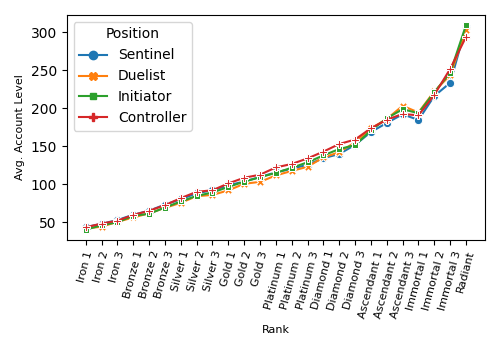 Position
Sentinel
Duelist
Initiator
Controller
Avg. Account Level
300
250
200
150
100
50
Iron 1
Iron 2
Iron 3
Bronze 1
Bronze 2
Bronze 3
Silver 1
Silver 2
Silver 3
Gold 1
Gold 2
Gold 3
Platinum 1
Platinum 2
Platinum 3
Diamond 1
Diamond 2
Diamond 3
Ascendant 1
Ascendant 2
Ascendant 3
Immortal 1
Immortal 2
Immortal 3
Radiant
Rank